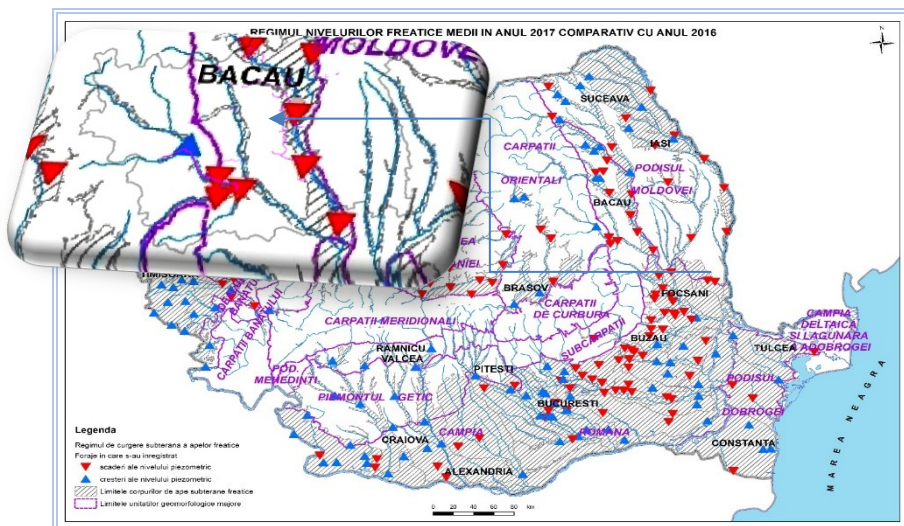 REGIMUL NIVELURILOR FREATICE MEDII IN ANUL 2017 COMPARATIV CU ANUL 2016
MOLDOVE
BACAU
SUCEAVA
IASI
CARPATII
ORIENTALI
PODISUL
MOLDOVEI
BACAU
BRASOV
FOCSANI
CARPATII
DE CURBURA
CARPATII MERIDIONALI
CARPATII BANATULUI
SUBCARPATI
BUZAU
TULCEA
CAMPIA
DELTAICA
SI LAGUNARA
RAMNICU
VALCEA
POD.
MEHEDINTI
PITESTI
PIEMONTUL GETIC
BUCURESTI
PODISUL
DOBROGEI
CRAIOVA
CAMPIA
ROMANA
CONSTANTA
ALEXANDRIA
MAREA NEAGRA
Legenda
Regimul de curgere subterana a apelor freatice
Foraje in care s-au inregistrat
scaderi ale nivelului piezometric
cresteri ale nivelului piezometric
Limitele corpurilor de ape subterane freatice
Limitele unitatilor geomorfologice majore
0 20 40 60 80 km